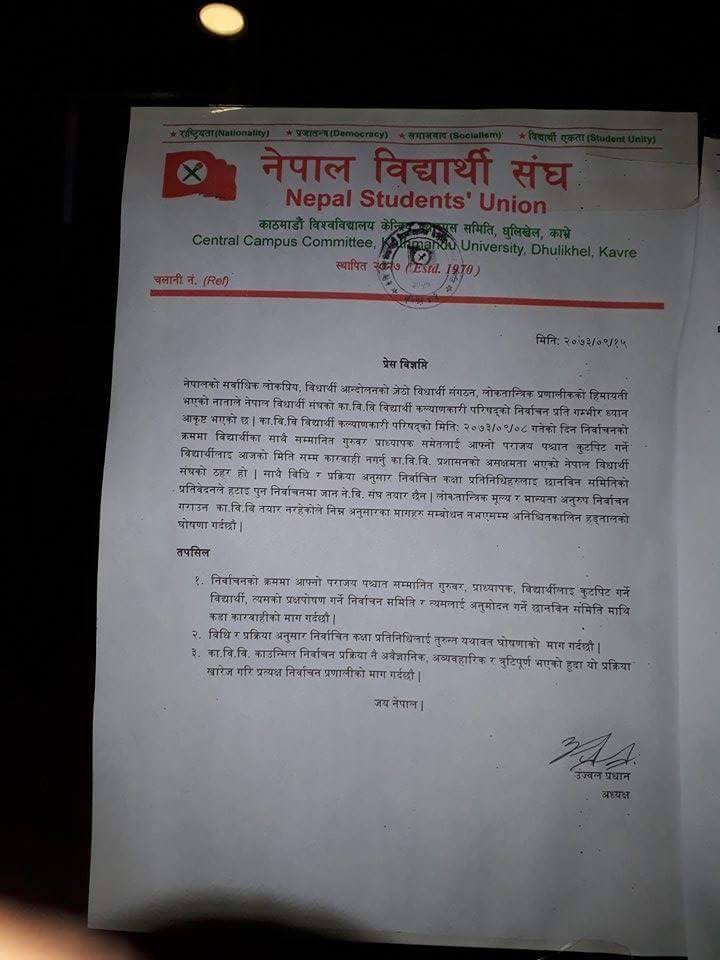 ★ राष्ट्रियता (Nationality) ★ प्रजातन्त्र (Democracy) ★ समाजवाद (Socialism) ★ विद्यार्थी एकता (Student Unity)
नेपाल विद्यार्थी संघ
Nepal Students' Union
काठमाडौं विश्वविद्यालय केन्द्रिय समिति, धुलिखेल, काभ्रे
Central Campus Committee, Kathmandu University, Dhulikhel, Kavre
स्थापित २०२७ (Estd. 1970)
चलानी नं. (Ref)
मिति: २०७३/०९/१५
प्रेस बिज्ञप्ति
नेपालको सर्वाधिक लोकप्रिय, विधार्थी आन्दोलनको जेठो विधार्थी संगठन, लोकतान्त्रिक प्रणालीकको हिमायती
भएको नाताले नेपाल विधार्थी संघको का.वि.वि विद्यार्थी कल्याणकारी परिषद्को निर्वाचन प्रति गम्भीर ध्यान
आकृष्ट भएको छ | का.वि.वि विद्यार्थी कल्याणकारी परिषद्को मिति: २०७३/०९/०८ गतेको दिन निर्वाचनको
क्रममा विद्यार्थीका साथै सम्मानित गुरुवर प्राध्यापक समेतलाई आफ्नो पराजय पश्चात कुटपिट गर्ने
विद्यार्थीलाइ आजको मिति सम्म कारवाही नगर्नु का.वि.वि. प्रशासनको असक्षमता भएको नेपाल विधार्थी
संघको ठहर हो | साथै विधि र प्रक्रिया अनुसार निर्वाचित कक्षा प्रतिनिधिहरुलाइ छानविन समितिको
प्रतिवेदनले हटाइ पुन निर्वाचनमा जान ने.वि. संघ तयार छैन | लोकतान्त्रिक मूल्य र मान्यता अनुरुप निर्वाचन
गराउन का.वि.वि तयार नरहेकोले निम्न अनुसारका मागहरु सम्बोधन नभएमम्म अनिश्चितकालिन हड्तालको
घोषणा गर्दछौ |
तपसिल
१. निर्वाचनको क्रममा आफ्नो पराजय पश्चात सम्मानित गुरुवर, प्राध्यापक, विद्यार्थीलाइ कुटपिट गर्ने
विद्यार्थी, त्यसको प्रक्षपोषण गर्ने निर्वाचन समिति र त्यसलाई अनुमोदन गर्ने छानविन समिति माथि
कडा कारवाहीको माग गर्दछौ |
२. विधि र प्रक्रिया अनुसार निर्वाचित कक्षा प्रतिनिधिलाई तुरुन्त यथावत घोषणाको माग गर्दछौ |
३. का.वि.वि. काउन्सिल निर्वाचन प्रक्रिया नै अवैज्ञानिक, अव्यवहारिक र त्रुटिपूर्ण भएको हुदा यो प्रक्रिया
खारेज गरि प्रत्यक्ष निर्वाचन प्रणालीको माग गर्दछौ |
जय नेपाल |
उज्वल प्रधान
अध्यक्ष